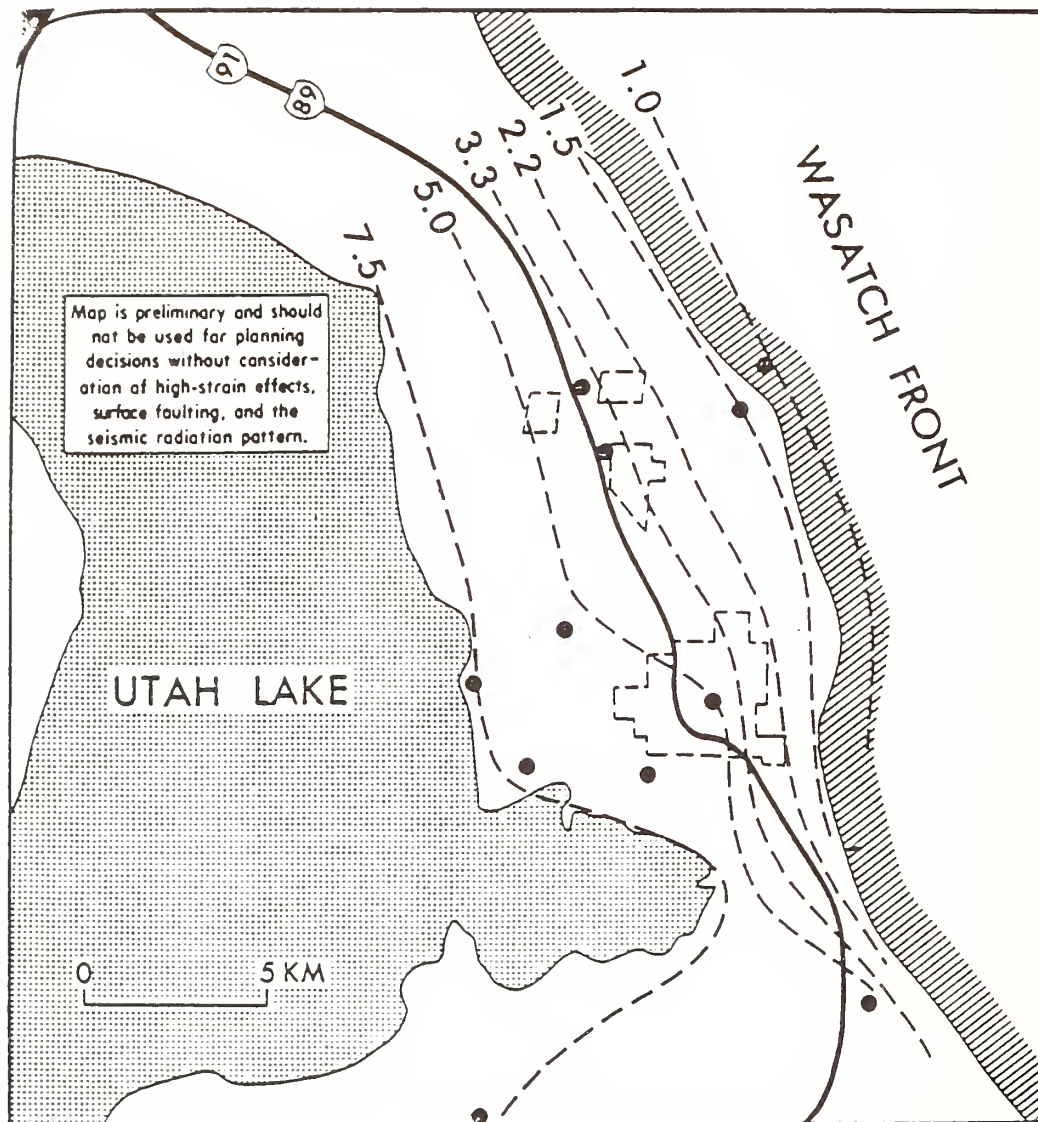 91
89
1.0
1.5
2.2
3.3
5.0
7.5
WASATCH FRONT
Map is preliminary and should
not be used for planning
decisions without consider-
ation of high-strain effects,
surface faulting, and the
seismic radiation pattern.
UTAH LAKE
0 5 KM